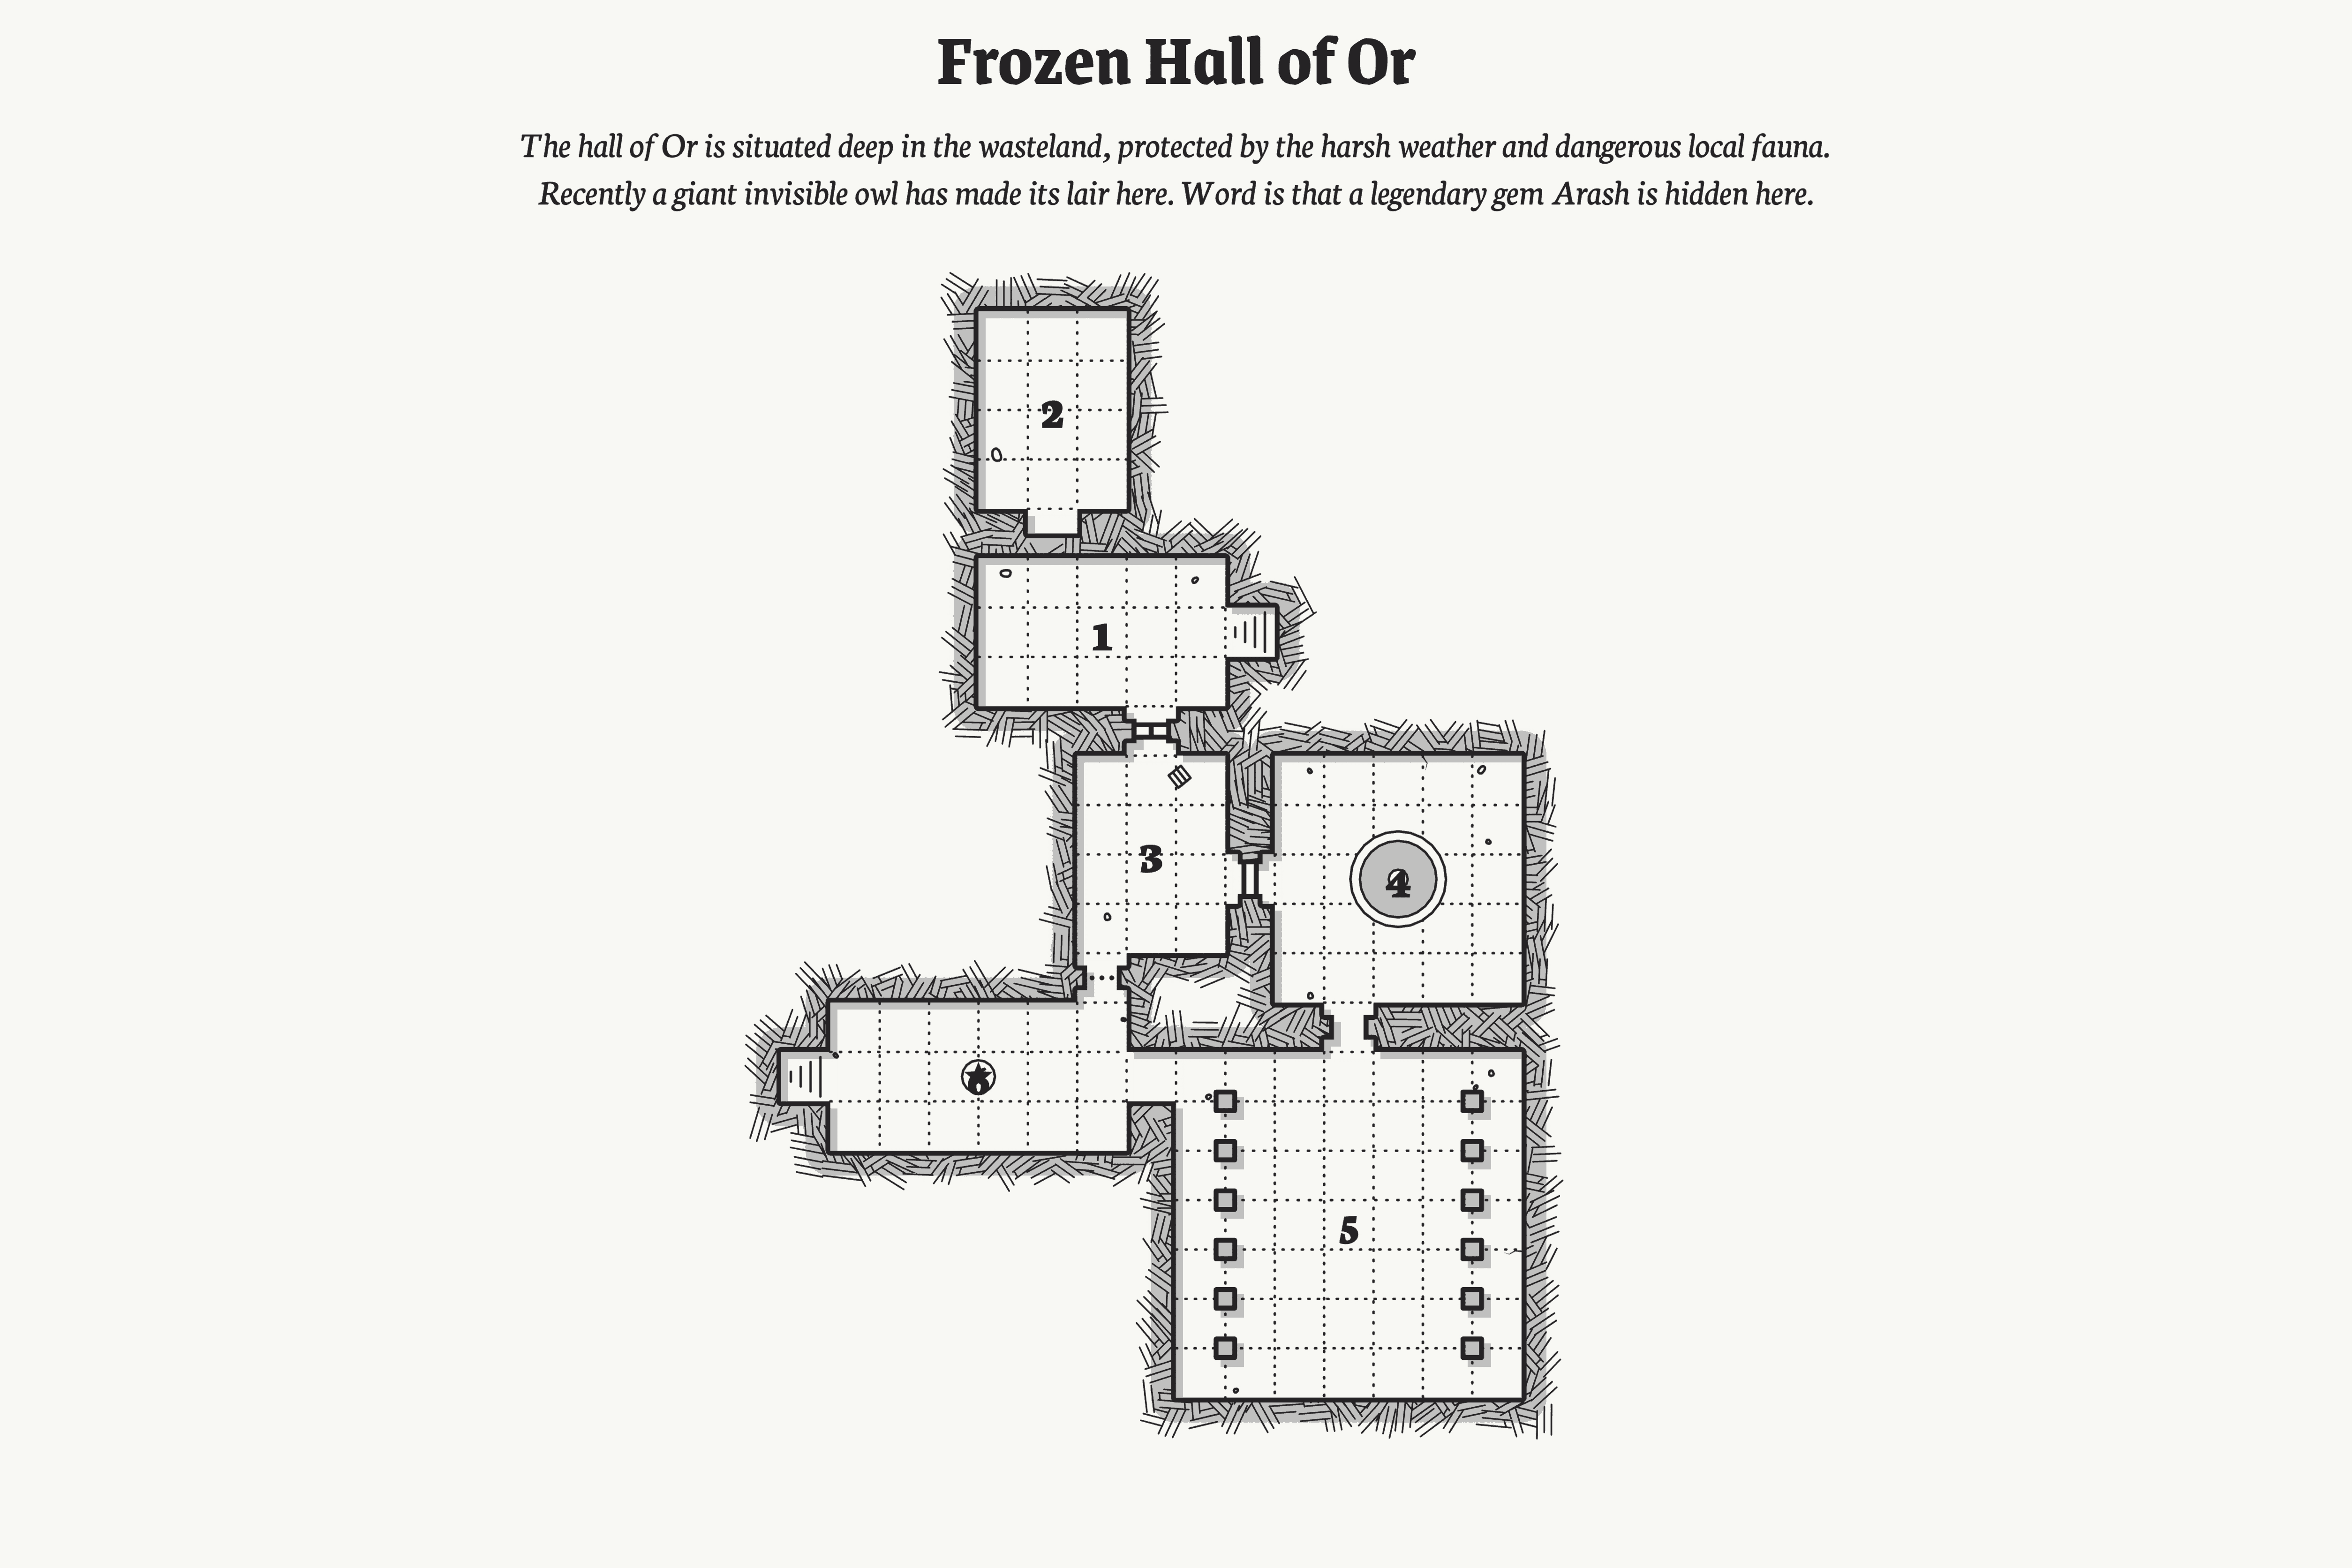 Frozen Hall of Or
The hall of Or is situated deep in the wasteland, protected by the harsh weather and dangerous local fauna.
Recently a giant invisible owl has made its lair here. Word is that a legendary gem Arash is hidden here.
2
1
3
4
6
5